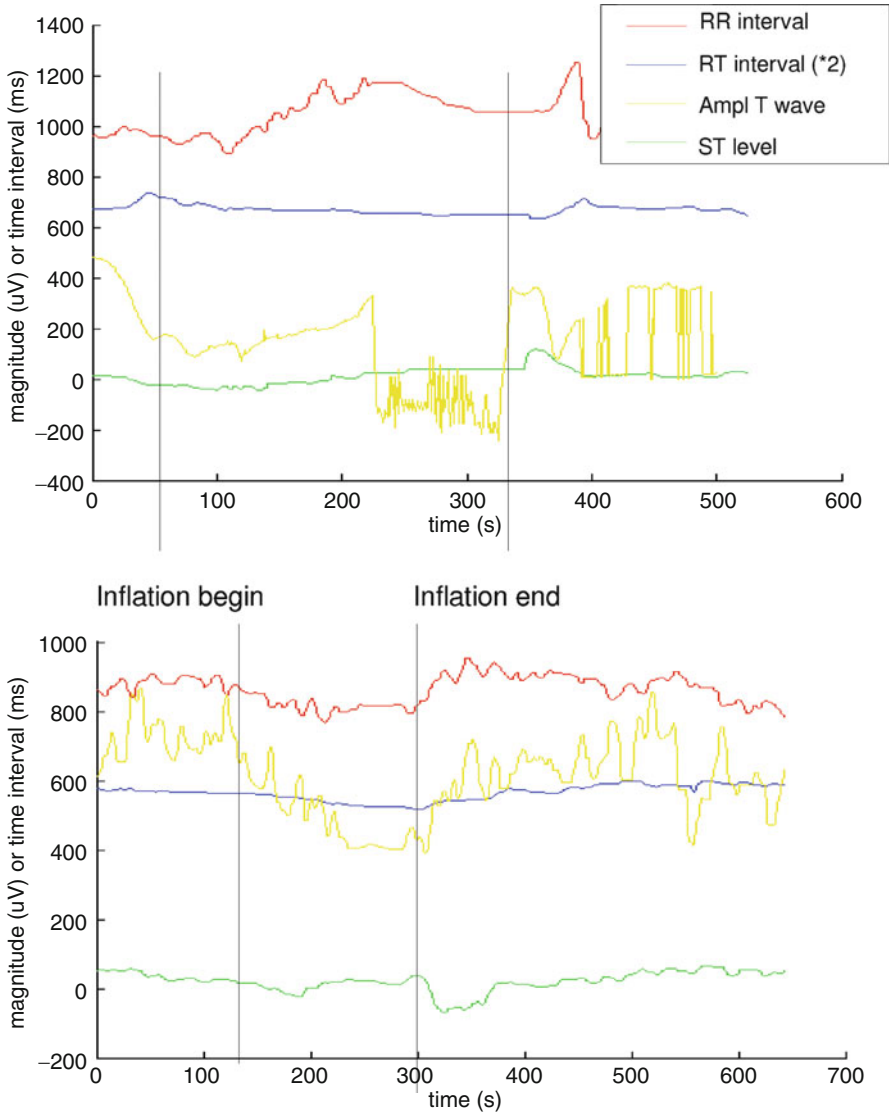 1400
1200
1000
800
600
400
200
0
−200
−400
magnitude (uV) or time interval (ms)
RR interval
RT interval (*2)
Ampl T wave
ST level
0 100 200 300 400 500 600
time (s)
Inflation begin Inflation end
1000
800
600
400
200
0
−200
magnitude (uV) or time interval (ms)
0 100 200 300 400 500 600 700
time (s)